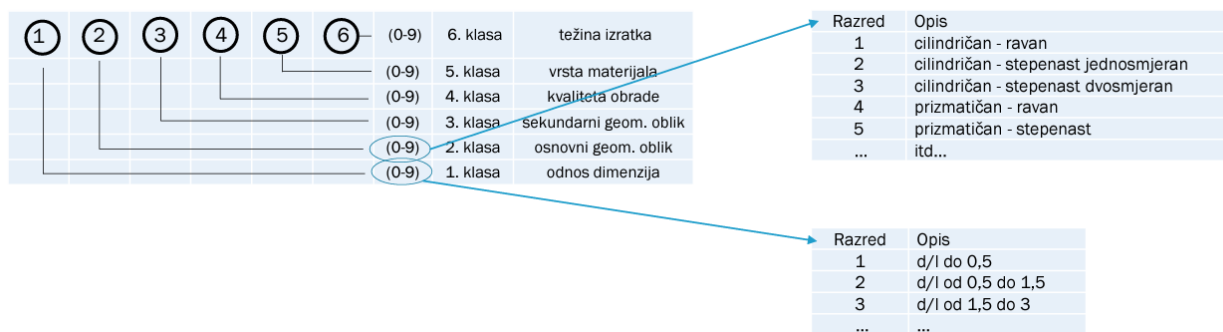 1 2 3 4 5 6 (0-9) 6. klasa težina izratka
(0-9) 5. klasa vrsta materijala
(0-9) 4. klasa kvaliteta obrade
(0-9) 3. klasa sekundarni geom. oblik
(0-9) 2. klasa osnovni geom. oblik
(0-9) 1. klasa odnos dimenzija
Razred Opis
1 cilindričan - ravan
2 cilindričan - stepenast jednosmjeran
3 cilindričan - stepenast dvosmjeran
4 prizmatičan - ravan
5 prizmatičan - stepenast
... itd...
Razred Opis
1 d/l do 0,5
2 d/l od 0,5 do 1,5
3 d/l od 1,5 do 3
... ...